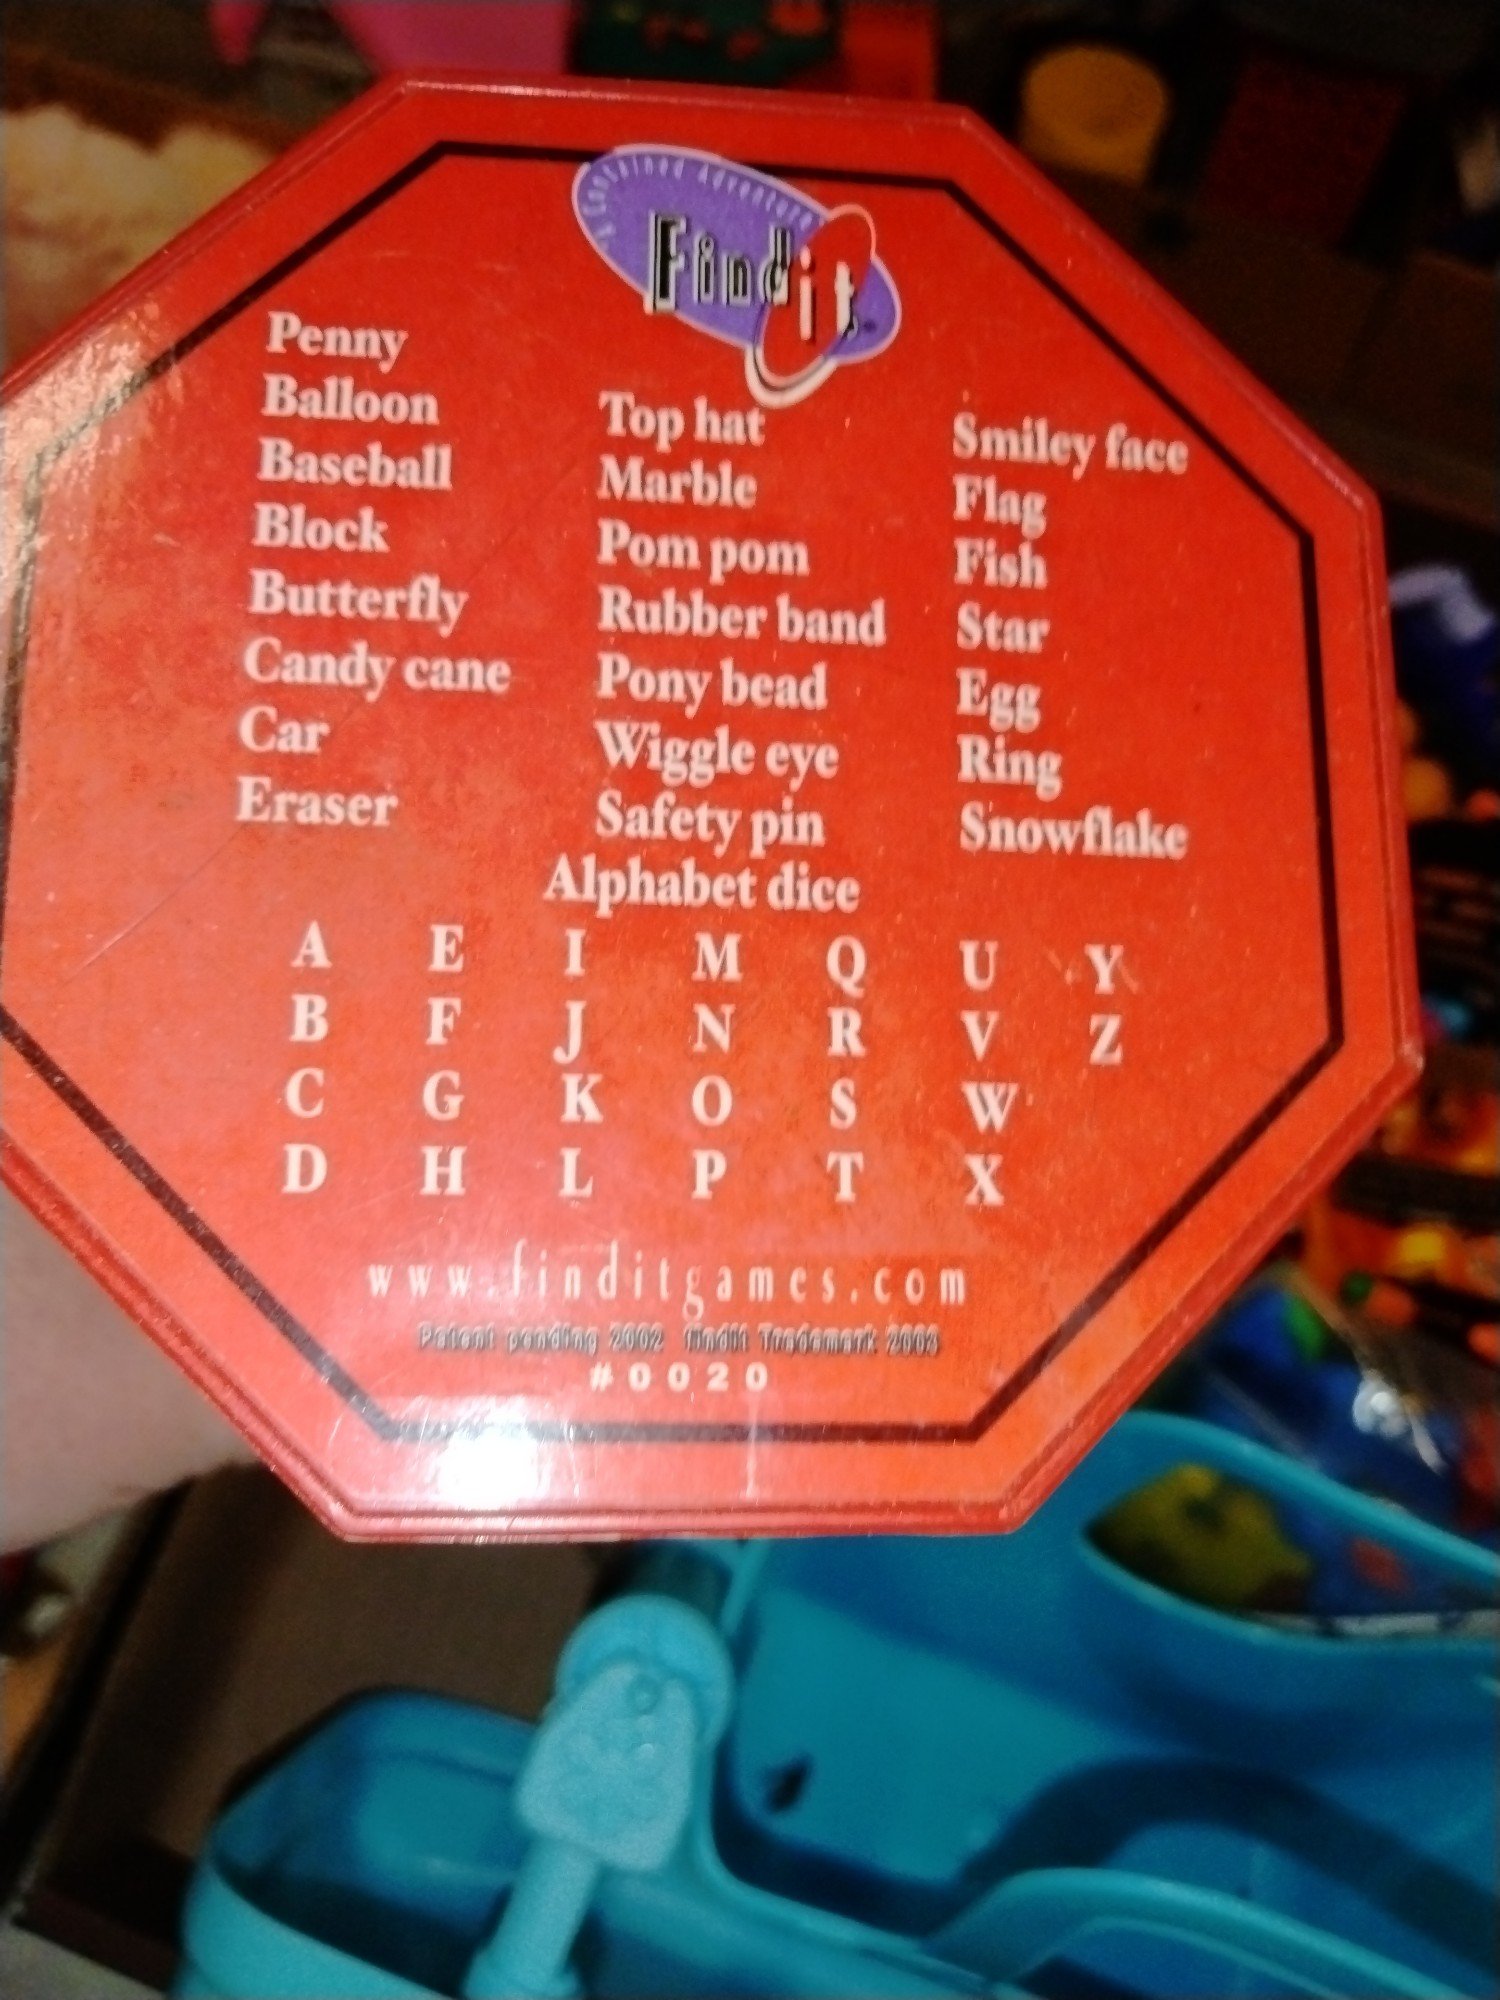 A Contained Adventure
Findit
Penny
Balloon
Baseball
Block
Butterfly
Candy cane
Car
Eraser
Top hat
Marble
Pom pom
Rubber band
Pony bead
Wiggle eye
Safety pin
Smiley face
Flag
Fish
Star
Egg
Ring
Snowflake
Alphabet dice
A E I M Q U Y
B F J N R V Z
C G K O S W
D H L P T X
www.finditgames.com
Patent pending 2002 findit Trademark 2003
#0020